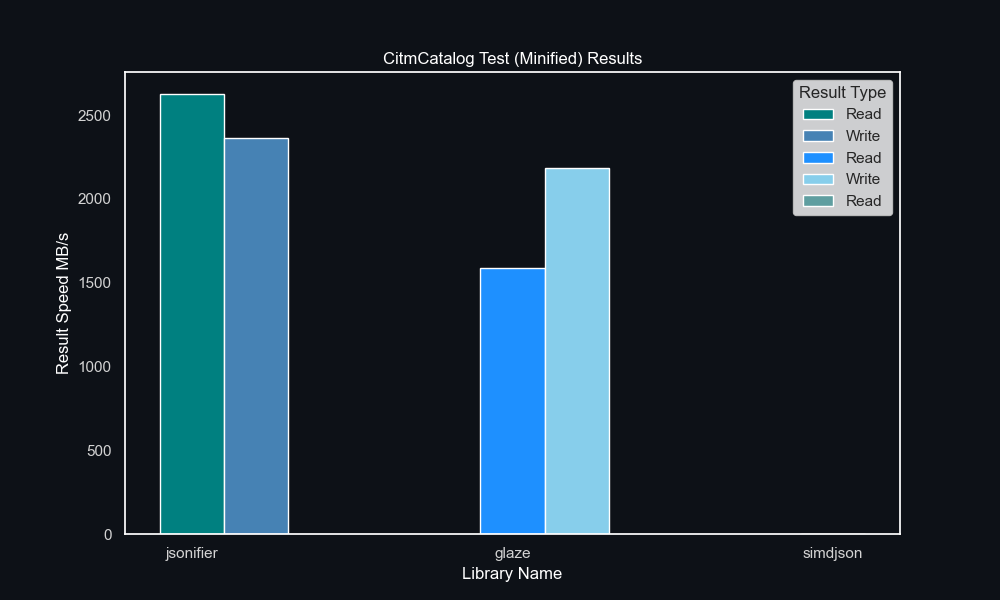 CitmCatalog Test (Minified) Results
Result Type
Read
Write
Read
Write
Read
2500
2000
1500
1000
500
0
Result Speed MB/s
jsonifier
glaze
simdjson
Library Name